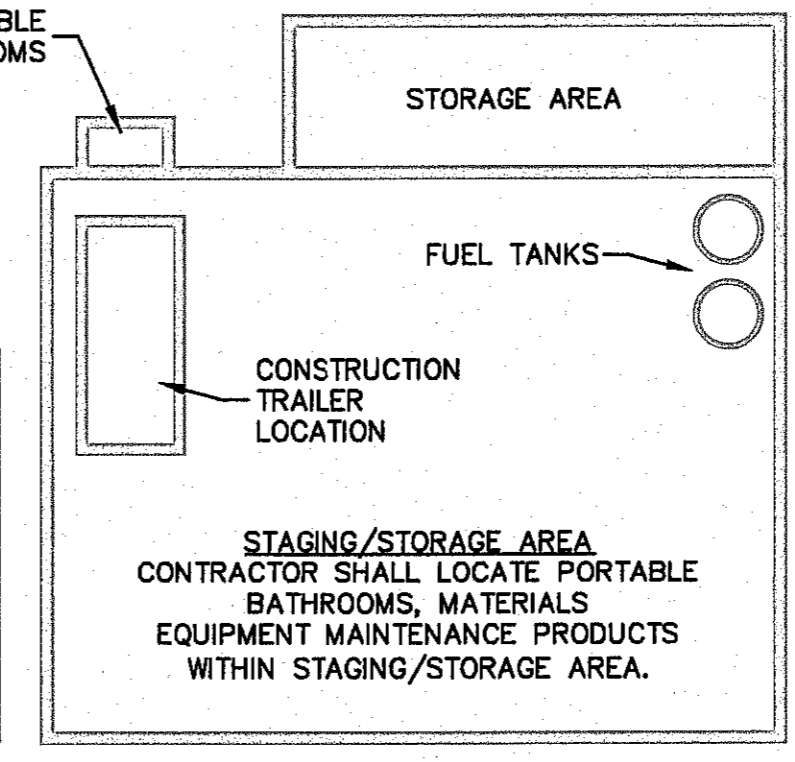 STORAGE AREA
FUEL TANKS
CONSTRUCTION
TRAILER
LOCATION
STAGING/STORAGE AREA
CONTRACTOR SHALL LOCATE PORTABLE
BATHROOMS, MATERIALS
EQUIPMENT MAINTENANCE PRODUCTS
WITHIN STAGING/STORAGE AREA.